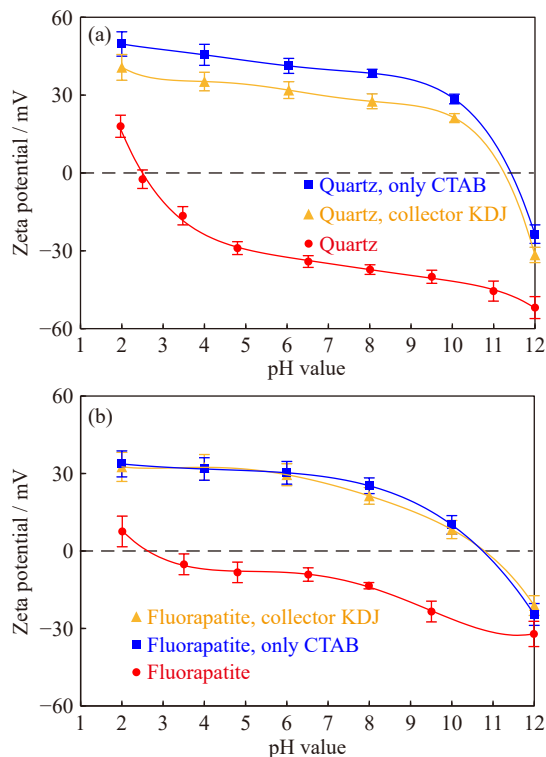 (a)
60
30
0
−30
−60
Zeta potential / mV
Quartz, only CTAB
Quartz, collector KDJ
Quartz
1 2 3 4 5 6 7 8 9 10 11 12
pH value
(b)
60
30
0
−30
−60
Zeta potential / mV
Fluorapatite, collector KDJ
Fluorapatite, only CTAB
Fluorapatite
1 2 3 4 5 6 7 8 9 10 11 12
pH value